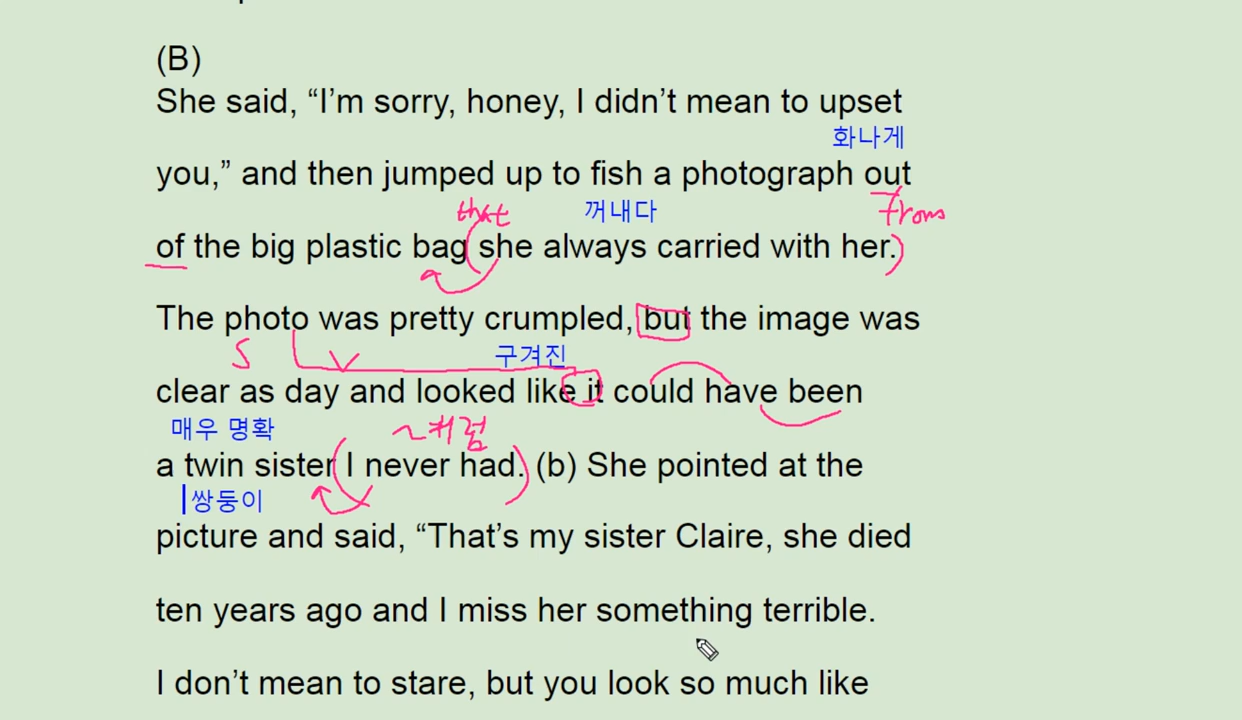 (B)
She said, “I’m sorry, honey, I didn’t mean to upset
화나게
you,” and then jumped up to fish a photograph out
that
꺼내다
from
of the big plastic bag she always carried with her.
The photo was pretty crumpled, but the image was
S
V
구겨진
clear as day and looked like it could have been
매우 명확
~처럼
a twin sister I never had. (b) She pointed at the
쌍둥이
picture and said, “That’s my sister Claire, she died
ten years ago and I miss her something terrible.
I don’t mean to stare, but you look so much like